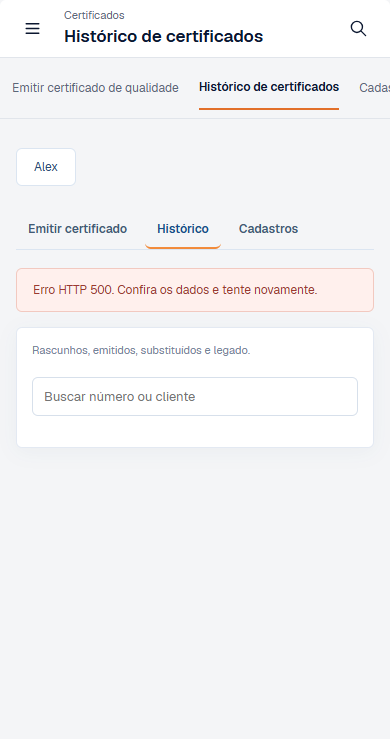 Certificados
Histórico de certificados
Emitir certificado de qualidade Histórico de certificados Cadas
Alex
Emitir certificado Histórico Cadastros
Erro HTTP 500. Confira os dados e tente novamente.
Rascunhos, emitidos, substituídos e legado.
Buscar número ou cliente